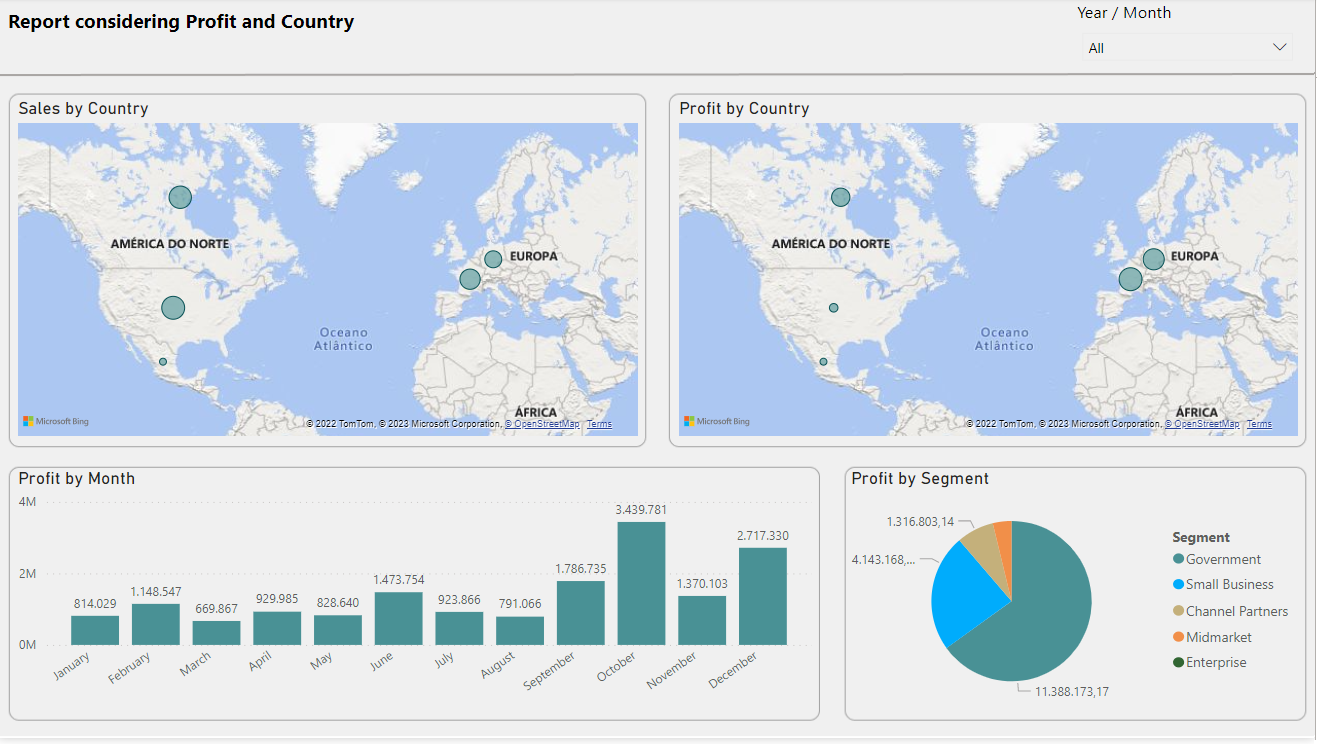 Report considering Profit and Country
Year / Month
All
Sales by Country
AMÉRICA DO NORTE
EUROPA
Oceano
Atlântico
ÁFRICA
Microsoft Bing
© 2022 TomTom, © 2023 Microsoft Corporation, © OpenStreetMap Terms
Profit by Country
AMÉRICA DO NORTE
EUROPA
Oceano
Atlântico
ÁFRICA
Microsoft Bing
© 2022 TomTom, © 2023 Microsoft Corporation, © OpenStreetMap Terms
Profit by Month
4M
2M
0M
814.029
1.148.547
669.867
929.985
828.640
1.473.754
923.866
791.066
1.786.735
3.439.781
1.370.103
2.717.330
January
February
March
April
May
June
July
August
September
October
November
December
Profit by Segment
1.316.803,14
4.143.168,...
11.388.173,17
Segment
Government
Small Business
Channel Partners
Midmarket
Enterprise